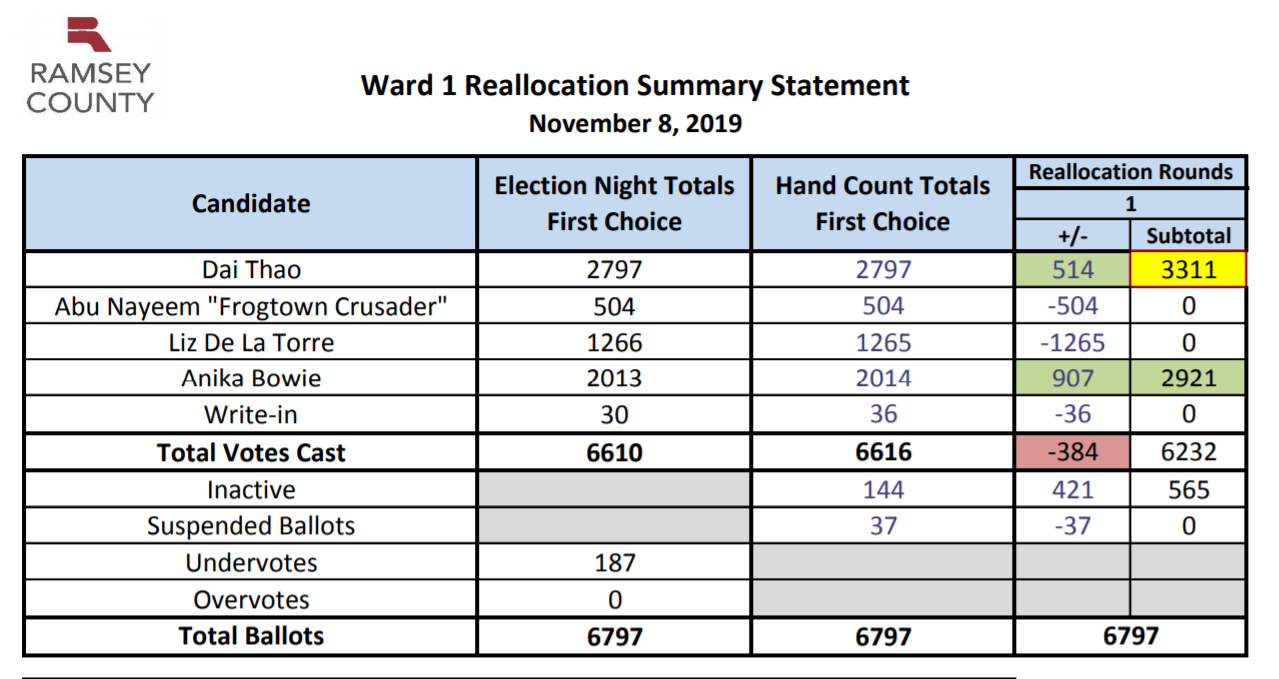 RAMSEY
COUNTY
Ward 1 Reallocation Summary Statement
November 8, 2019
Candidate
Election Night Totals
First Choice
Hand Count Totals
First Choice
Reallocation Rounds
1
+/- Subtotal
Dai Thao 2797 2797 514 3311
Abu Nayeem "Frogtown Crusader" 504 504 -504 0
Liz De La Torre 1266 1265 -1265 0
Anika Bowie 2013 2014 907 2921
Write-in 30 36 -36 0
Total Votes Cast 6610 6616 -384 6232
Inactive 144 421 565
Suspended Ballots 37 -37 0
Undervotes 187
Overvotes 0
Total Ballots 6797 6797 6797